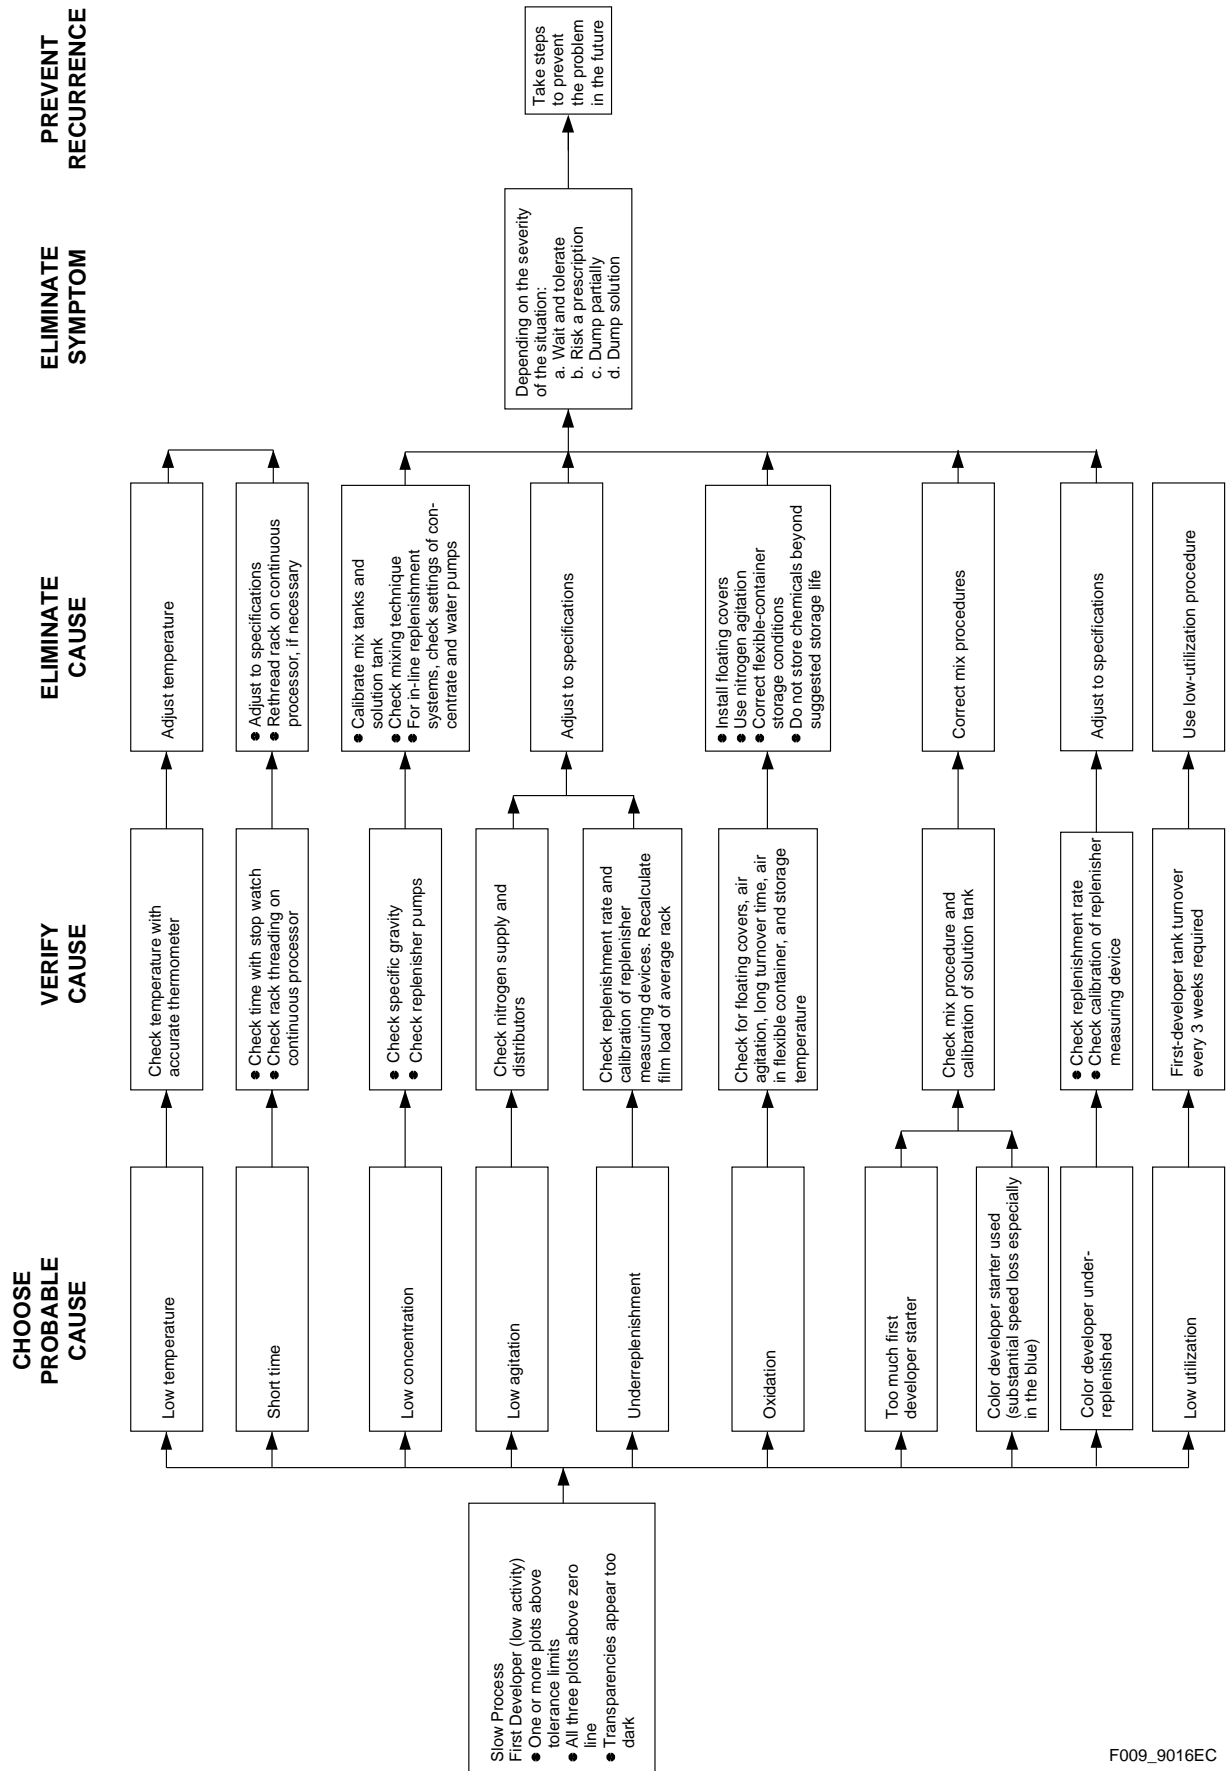 CHOOSE
PROBABLE
CAUSE
VERIFY
CAUSE
ELIMINATE
CAUSE
ELIMINATE
SYMPTOM
PREVENT
RECURRENCE
Slow Process
First Developer (low activity)
● One or more plots above
tolerance limits
● All three plots above zero
line
● Transparencies appear too
dark
Low temperature
Check temperature with
accurate thermometer
Adjust temperature
Short time
● Check time with stop watch
● Check rack threading on
continuous processor
● Adjust to specifications
● Rethread rack on continuous
processor, if necessary
Low concentration
● Check specific gravity
● Check replenisher pumps
● Calibrate mix tanks and
solution tank
● Check mixing technique
● For in-line replenishment
systems, check settings of con-
centrate and water pumps
Low agitation
Check nitrogen supply and
distributors
Adjust to specifications
Underreplenishment
Check replenishment rate and
calibration of replenisher
measuring devices. Recalculate
film load of average rack
Oxidation
Check for floating covers, air
agitation, long turnover time, air
in flexible container, and storage
temperature
● Install floating covers
● Use nitrogen agitation
● Correct flexible-container
storage conditions
● Do not store chemicals beyond
suggested storage life
Too much first
developer starter
Check mix procedure and
calibration of solution tank
Correct mix procedures
Color developer starter used
(substantial speed loss especially
in the blue)
Color developer under-
replenished
● Check replenishment rate
● Check calibration of replenisher
measuring device
Adjust to specifications
Low utilization
First-developer tank turnover
every 3 weeks required
Use low-utilization procedure
Depending on the severity
of the situation:
a. Wait and tolerate
b. Risk a prescription
c. Dump partially
d. Dump solution
Take steps
to prevent
the problem
in the future
F009_9016EC